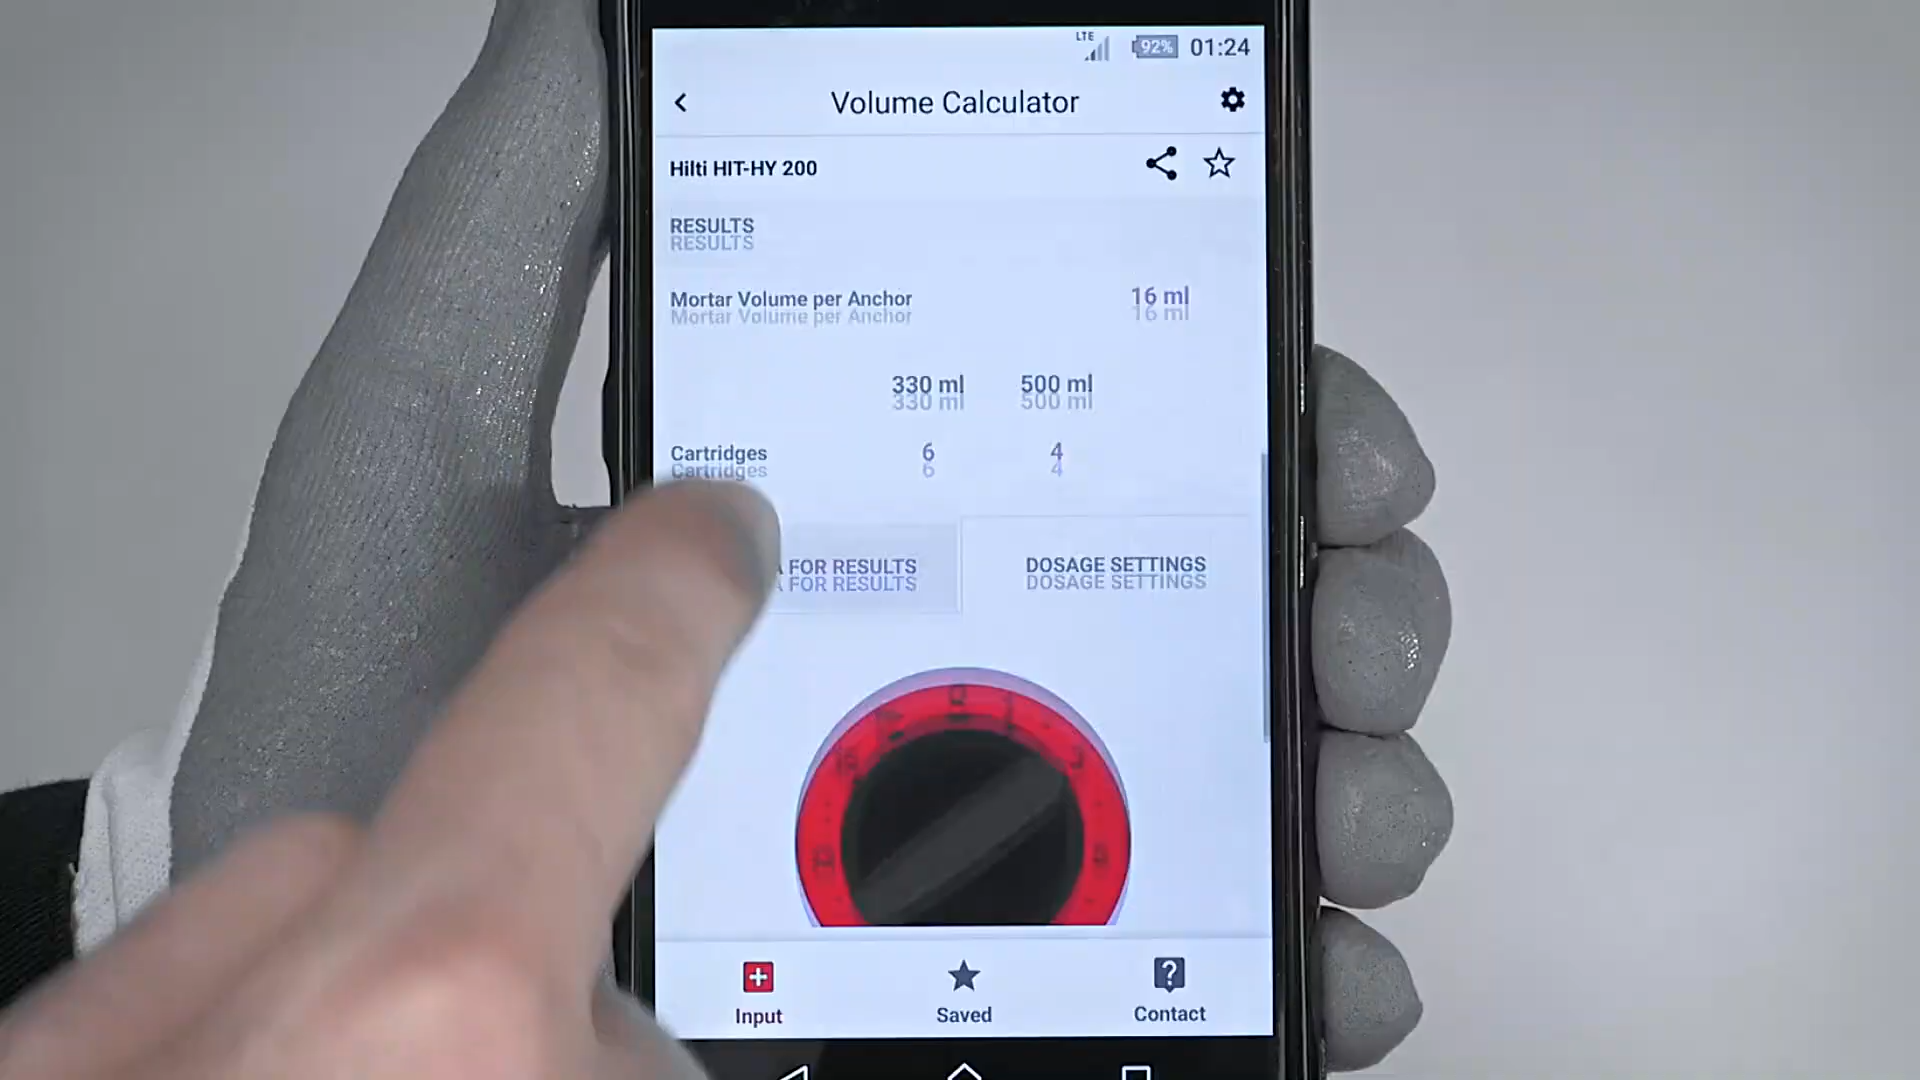 LTE 92% 01:24
Volume Calculator
Hilti HIT-HY 200
RESULTS
Mortar Volume per Anchor 16 ml
330 ml 500 ml
Cartridges 6 4
FOR RESULTS DOSAGE SETTINGS
Input Saved Contact